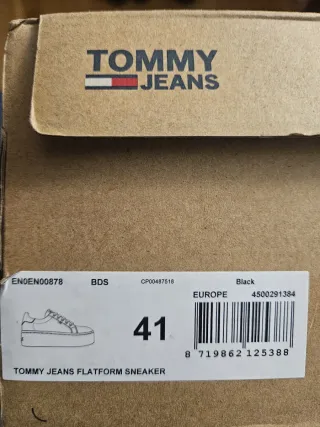 TOMMY
JEANS
EN0EN00878 BDS CP00487518 Black
EUROPE 4500291384
41
8 719862 125388
TOMMY JEANS FLATFORM SNEAKER